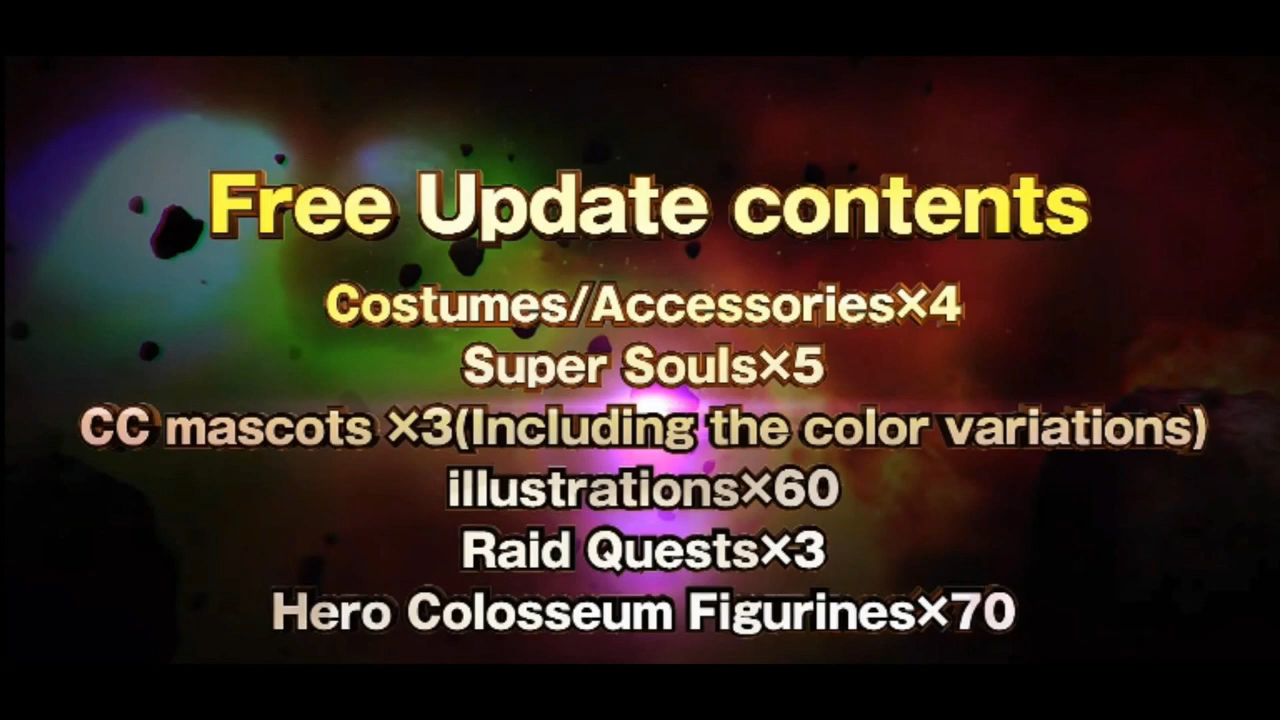 Free Update contents
Costumes/Accessories×4
Super Souls×5
CC mascots ×3(Including the color variations)
illustrations×60
Raid Quests×3
Hero Colosseum Figurines×70